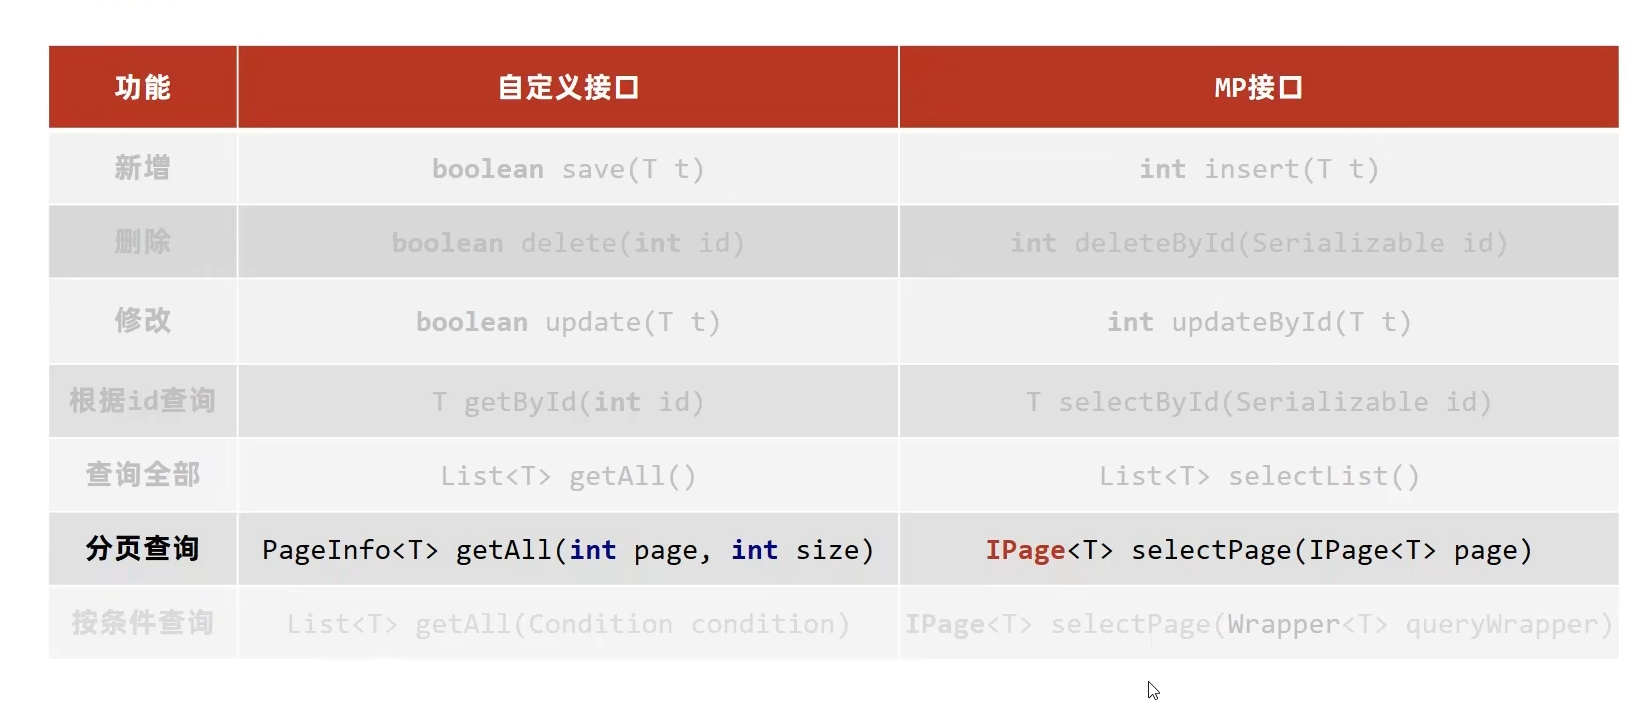 功能 自定义接口 MP接口
新增 boolean save(T t) int insert(T t)
删除 boolean delete(int id) int deleteById(Serializable id)
修改 boolean update(T t) int updateById(T t)
根据id查询 T getById(int id) T selectById(Serializable id)
查询全部 List<T> getAll() List<T> selectList()
分页查询 PageInfo<T> getAll(int page, int size) IPage<T> selectPage(IPage<T> page)
按条件查询 List<T> getAll(Condition condition) IPage<T> selectPage(Wrapper<T> queryWrapper)